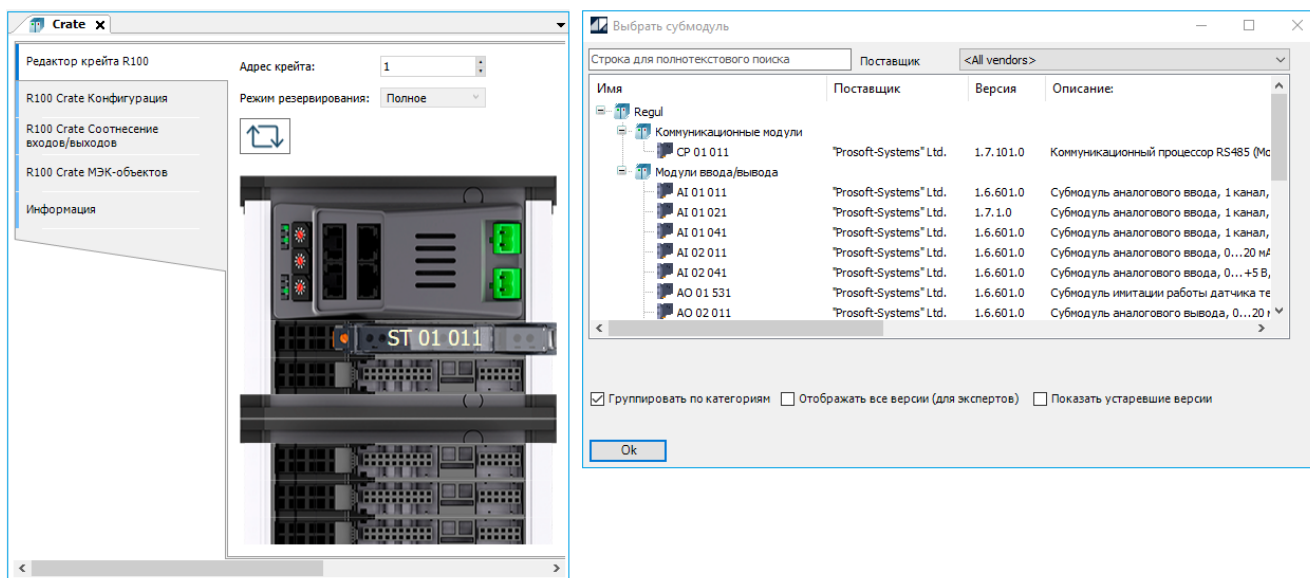 Crate
Редактор крейта R100
R100 Crate Конфигурация
R100 Crate Соотнесение
входов/выходов
R100 Crate МЭК-объектов
Информация
Адрес крейта: 1
Режим резервирования: Полное
ST 01 011
Выбрать субмодуль
Строка для полнотекстового поиска Поставщик <All vendors>
Имя Поставщик Версия Описание:
Regul
Коммуникационные модули
CP 01 011 "Prosoft-Systems" Ltd. 1.7.101.0 Коммуникационный процессор RS485 (Mo
Модули ввода/вывода
AI 01 011 "Prosoft-Systems" Ltd. 1.6.601.0 Субмодуль аналогового ввода, 1 канал,
AI 01 021 "Prosoft-Systems" Ltd. 1.7.1.0 Субмодуль аналогового ввода, 1 канал,
AI 01 041 "Prosoft-Systems" Ltd. 1.6.601.0 Субмодуль аналогового ввода, 1 канал,
AI 02 011 "Prosoft-Systems" Ltd. 1.6.601.0 Субмодуль аналогового ввода, 0...20 мА
AI 02 041 "Prosoft-Systems" Ltd. 1.6.601.0 Субмодуль аналогового ввода, 0...+5 В,
AO 01 531 "Prosoft-Systems" Ltd. 1.6.601.0 Субмодуль имитации работы датчика те
AO 02 011 "Prosoft-Systems" Ltd. 1.6.601.0 Субмодуль аналогового вывода, 0...20
Группировать по категориям Отображать все версии (для экспертов) Показать устаревшие версии
Ok